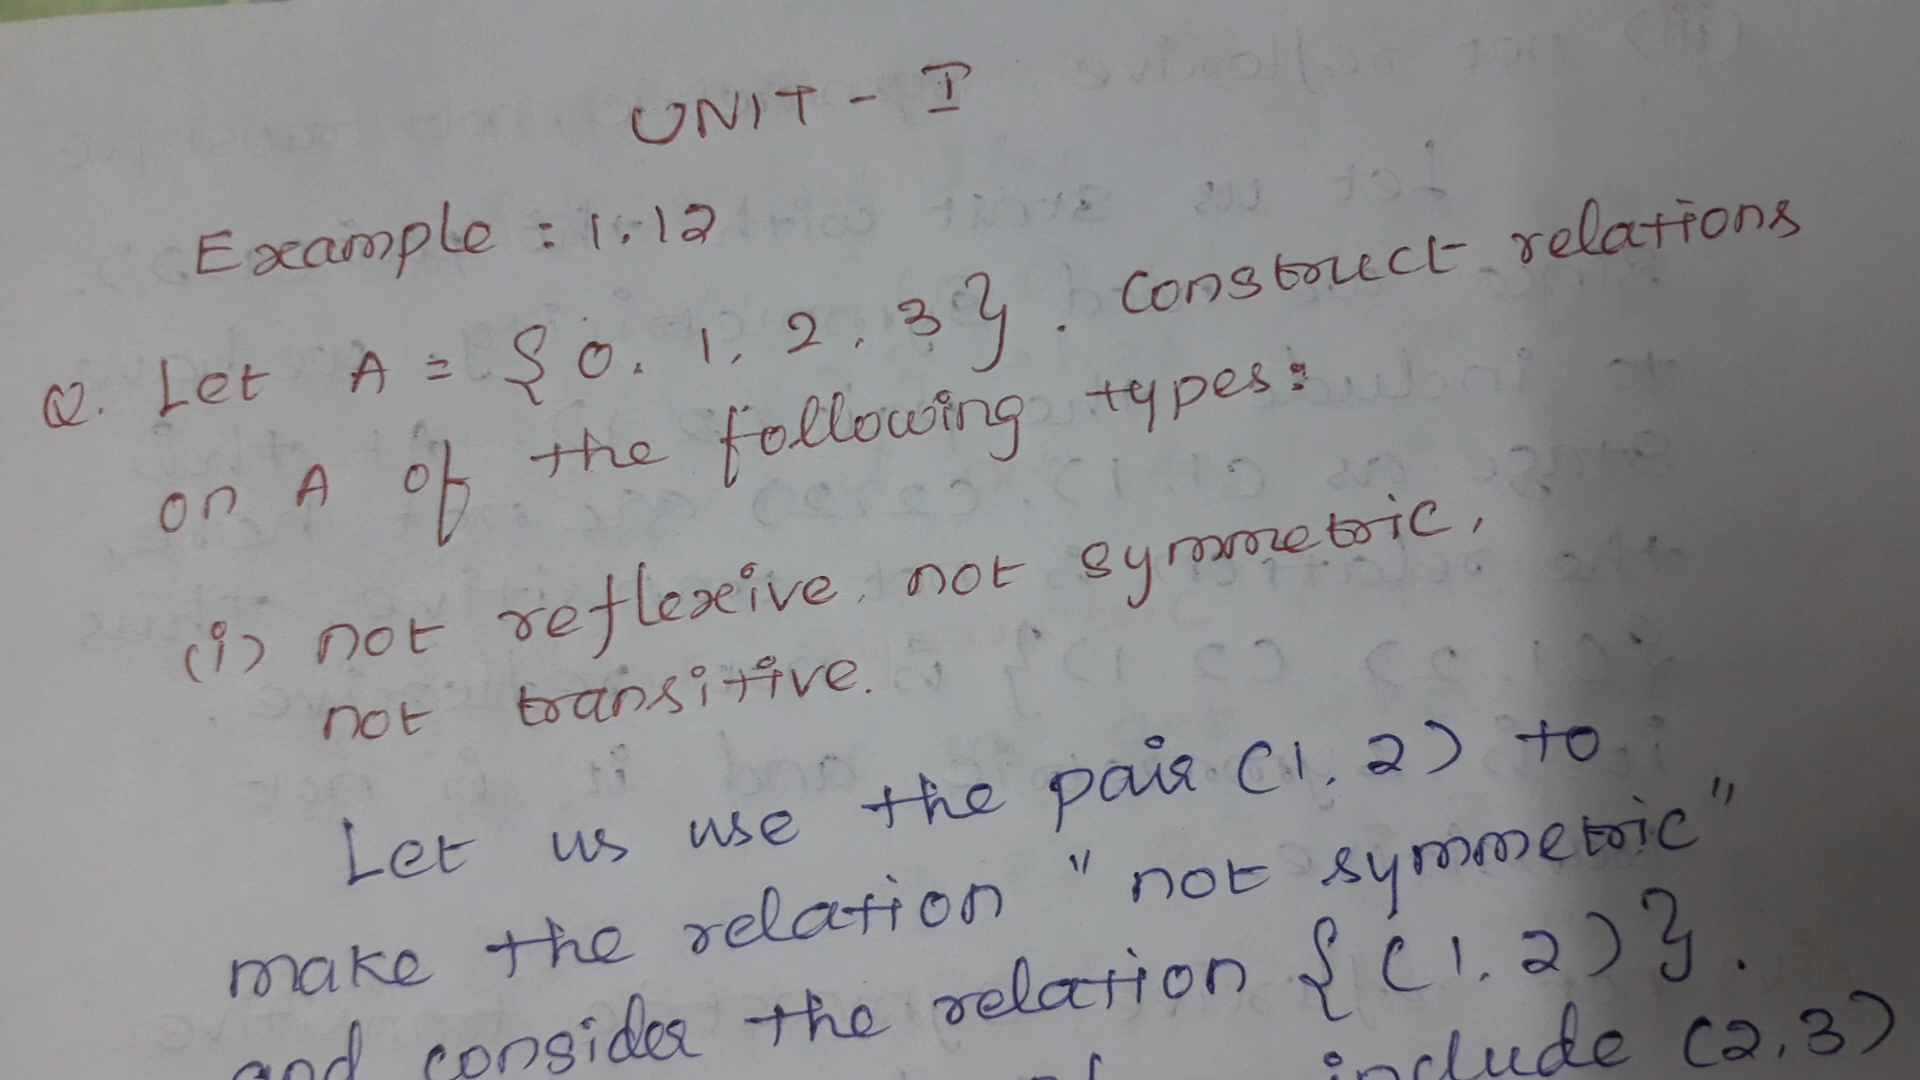 UNIT - I
Example : 1.12
Q. Let A = {0, 1, 2, 3}. Construct relations
on A of the following types:
(i) not reflexive, not symmetric,
not transitive.
Let us use the pair (1, 2) to
make the relation "not symmetric"
and consider the relation {(1, 2)}.
include (2, 3)